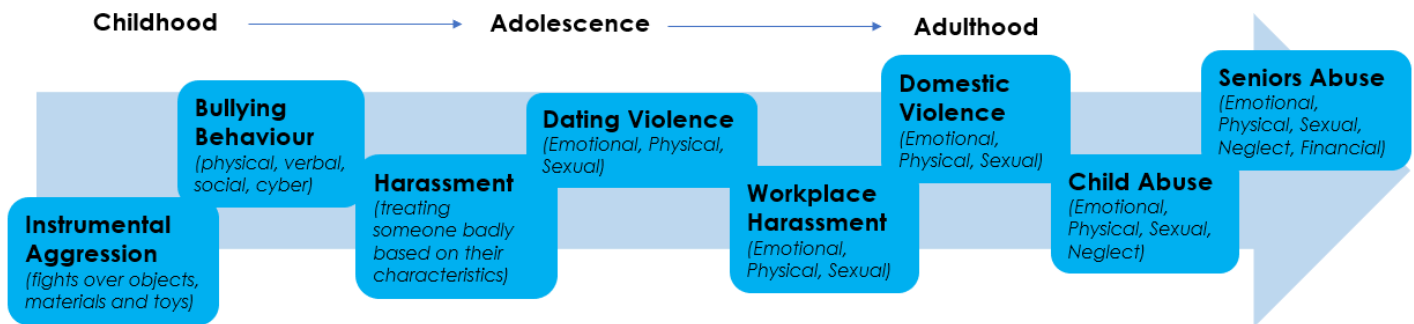 Childhood
Adolescence
Adulthood
Instrumental
Aggression
(fights over objects,
materials and toys)
Bullying
Behaviour
(physical, verbal,
social, cyber)
Harassment
(treating
someone badly
based on their
characteristics)
Dating Violence
(Emotional, Physical,
Sexual)
Workplace
Harassment
(Emotional,
Physical, Sexual)
Domestic
Violence
(Emotional,
Physical, Sexual)
Child Abuse
(Emotional,
Physical, Sexual,
Neglect)
Seniors Abuse
(Emotional,
Physical, Sexual,
Neglect, Financial)